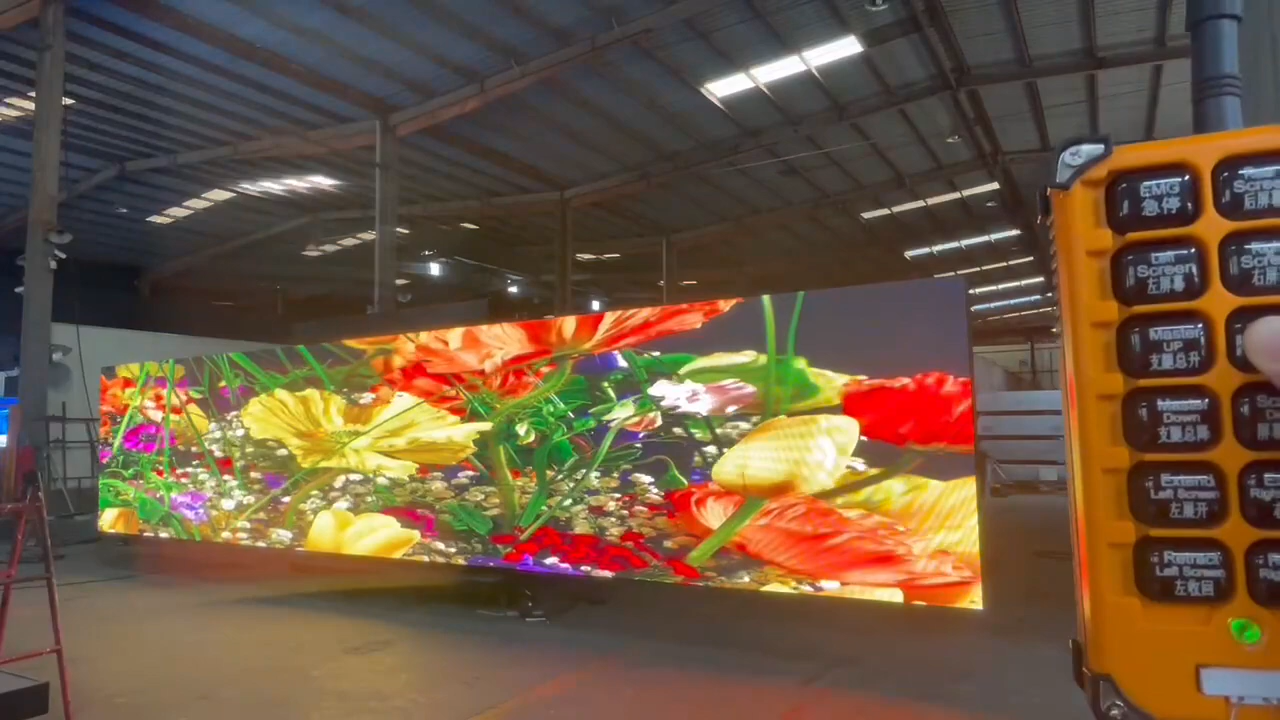 EMG
急停
Screen
后屏幕
Left
Screen
左屏幕
Screen
右屏
Master
UP
支腿总升
Master
Down
支腿总降
Extend
Left Screen
左展开
Retract
Left Screen
左收回